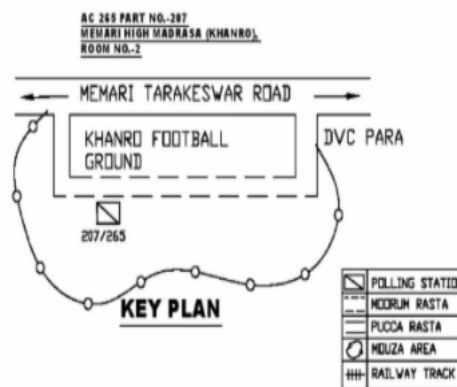 AC 265 PART NO.-207
MEMARI HIGH MADRASA (KHANRO),
ROOM NO.-2
MEMARI TARAKESWAR ROAD
KHANRO FOOTBALL
GROUND
DVC PARA
207/265
KEY PLAN
POLLING STATIO
MOORUM RASTA
PUCCA RASTA
MOUZA AREA
RAILWAY TRACK